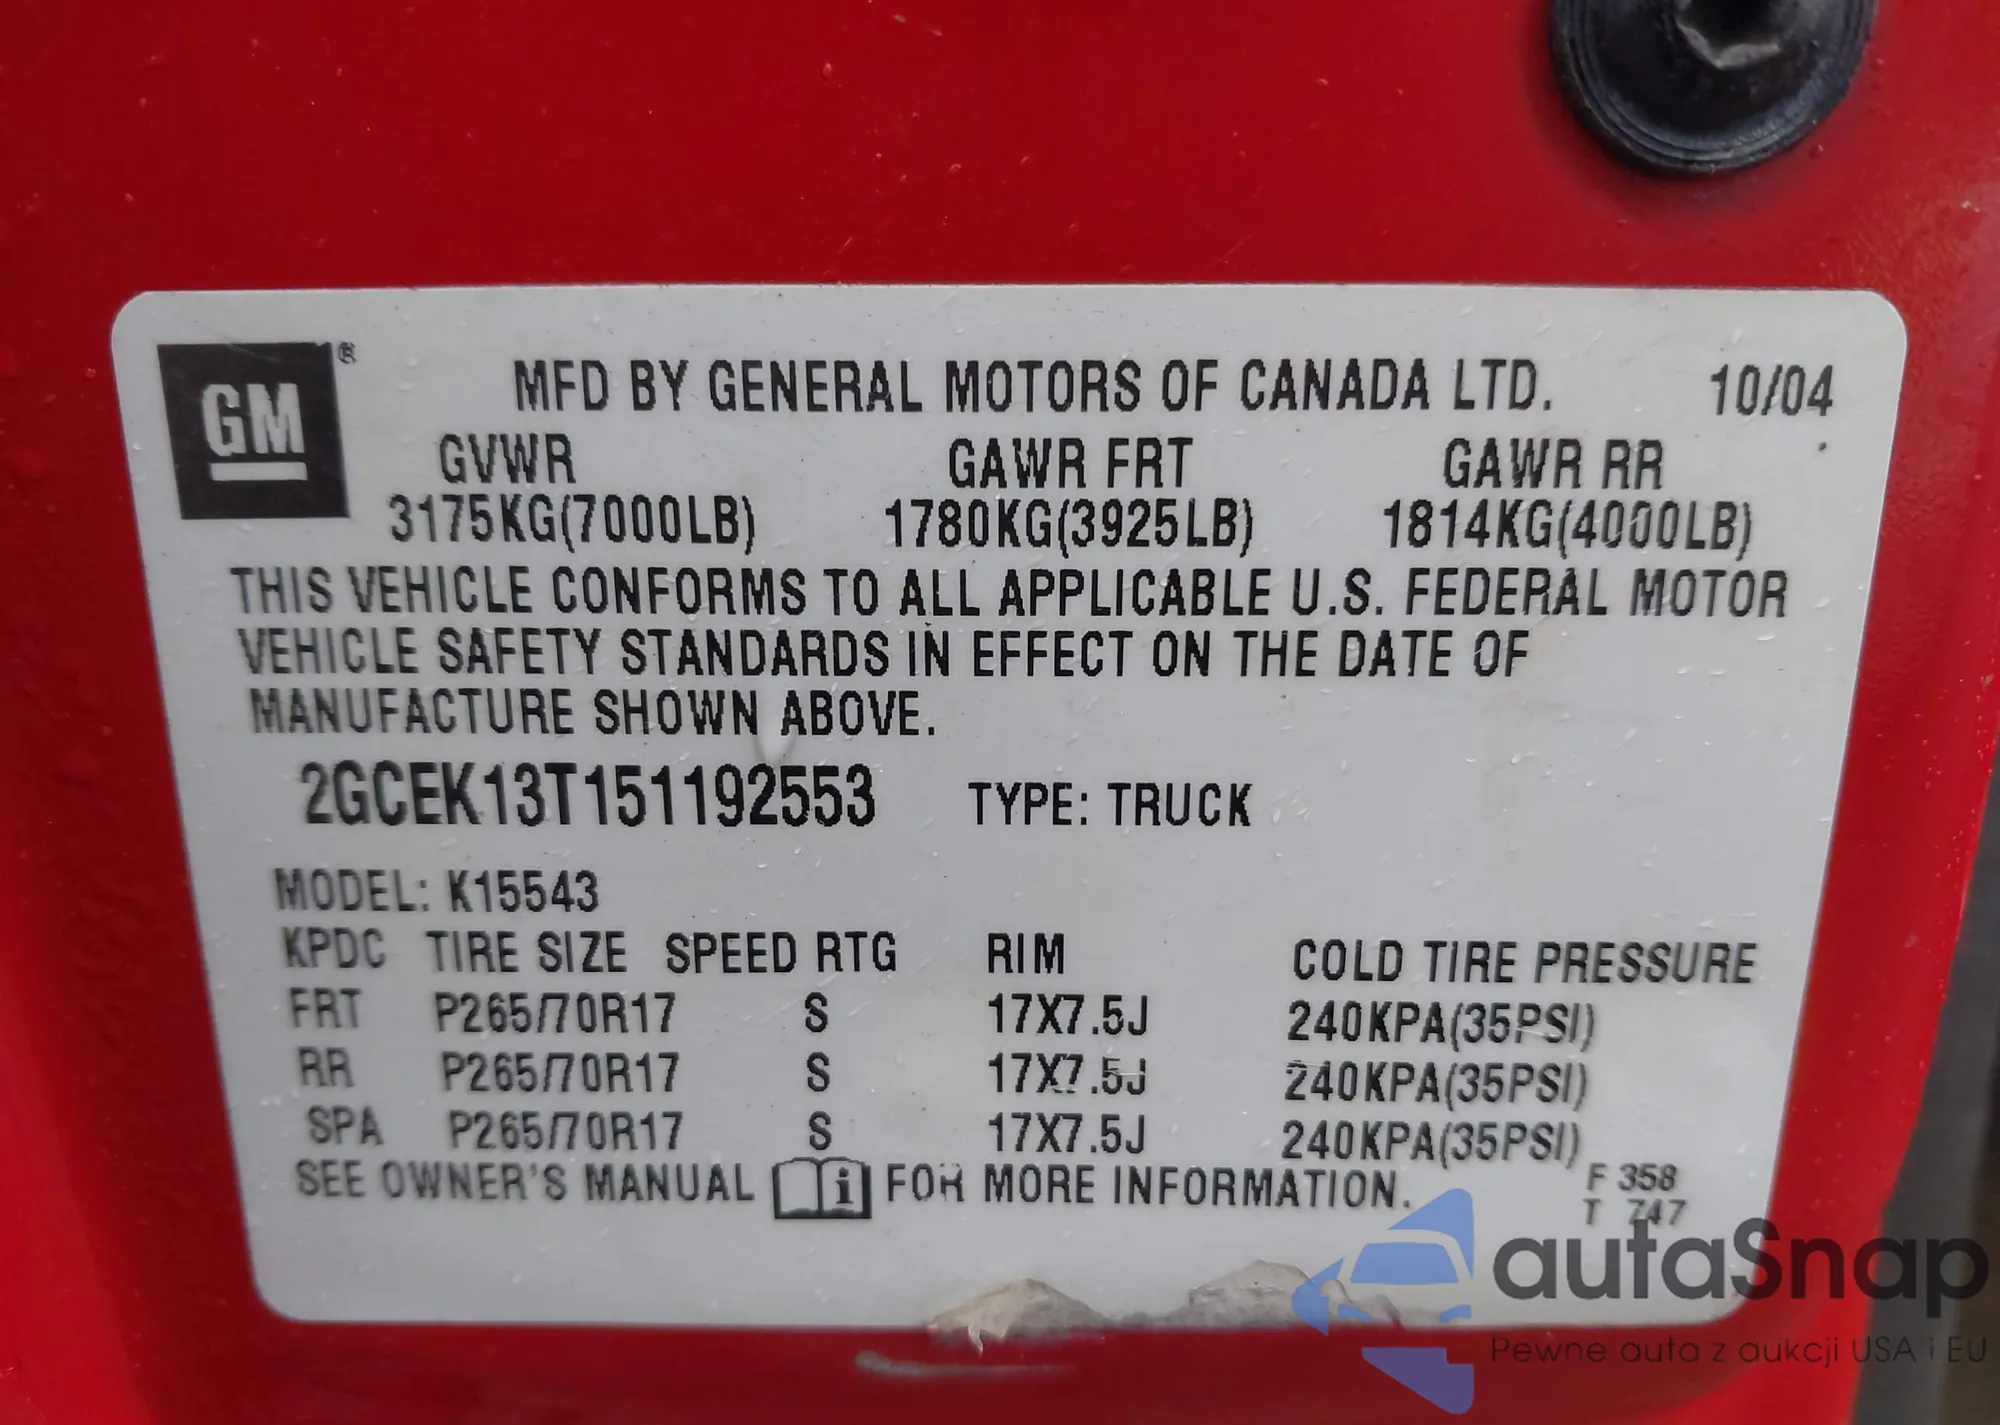 GM ®
MFD BY GENERAL MOTORS OF CANADA LTD. 10/04
GVWR GAWR FRT GAWR RR
3175KG(7000LB) 1780KG(3925LB) 1814KG(4000LB)
THIS VEHICLE CONFORMS TO ALL APPLICABLE U.S. FEDERAL MOTOR
VEHICLE SAFETY STANDARDS IN EFFECT ON THE DATE OF
MANUFACTURE SHOWN ABOVE.
2GCEK13T151192553 TYPE: TRUCK
MODEL: K15543
KPDC TIRE SIZE SPEED RTG RIM COLD TIRE PRESSURE
FRT P265/70R17 S 17X7.5J 240KPA(35PSI)
RR P265/70R17 S 17X7.5J 240KPA(35PSI)
SPA P265/70R17 S 17X7.5J 240KPA(35PSI)
SEE OWNER'S MANUAL i FOR MORE INFORMATION.
F 358
T 747
autaSnap
Pewne auta z aukcji USA i EU